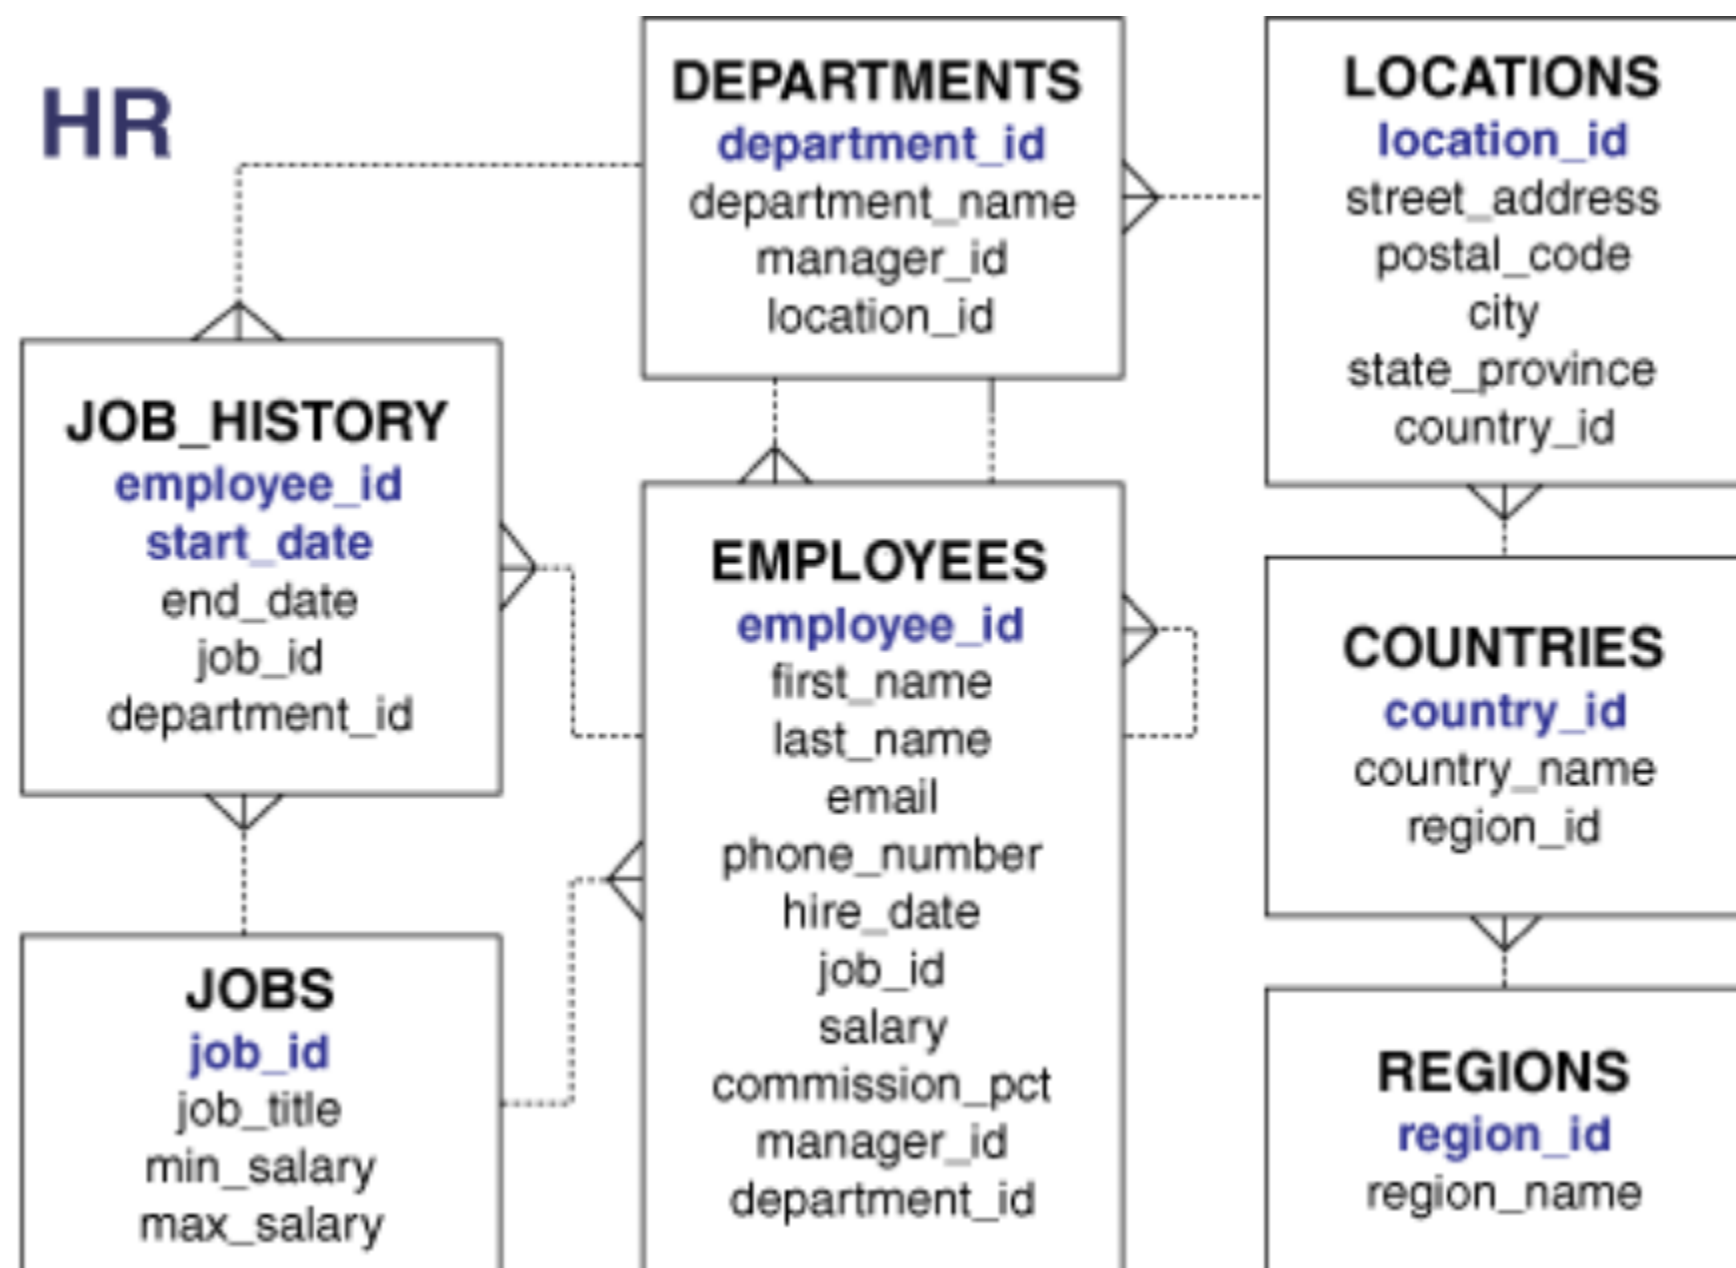 HR
DEPARTMENTS
department_id
department_name
manager_id
location_id
LOCATIONS
location_id
street_address
postal_code
city
state_province
country_id
JOB_HISTORY
employee_id
start_date
end_date
job_id
department_id
EMPLOYEES
employee_id
first_name
last_name
email
phone_number
hire_date
job_id
salary
commission_pct
manager_id
department_id
COUNTRIES
country_id
country_name
region_id
JOBS
job_id
job_title
min_salary
max_salary
REGIONS
region_id
region_name